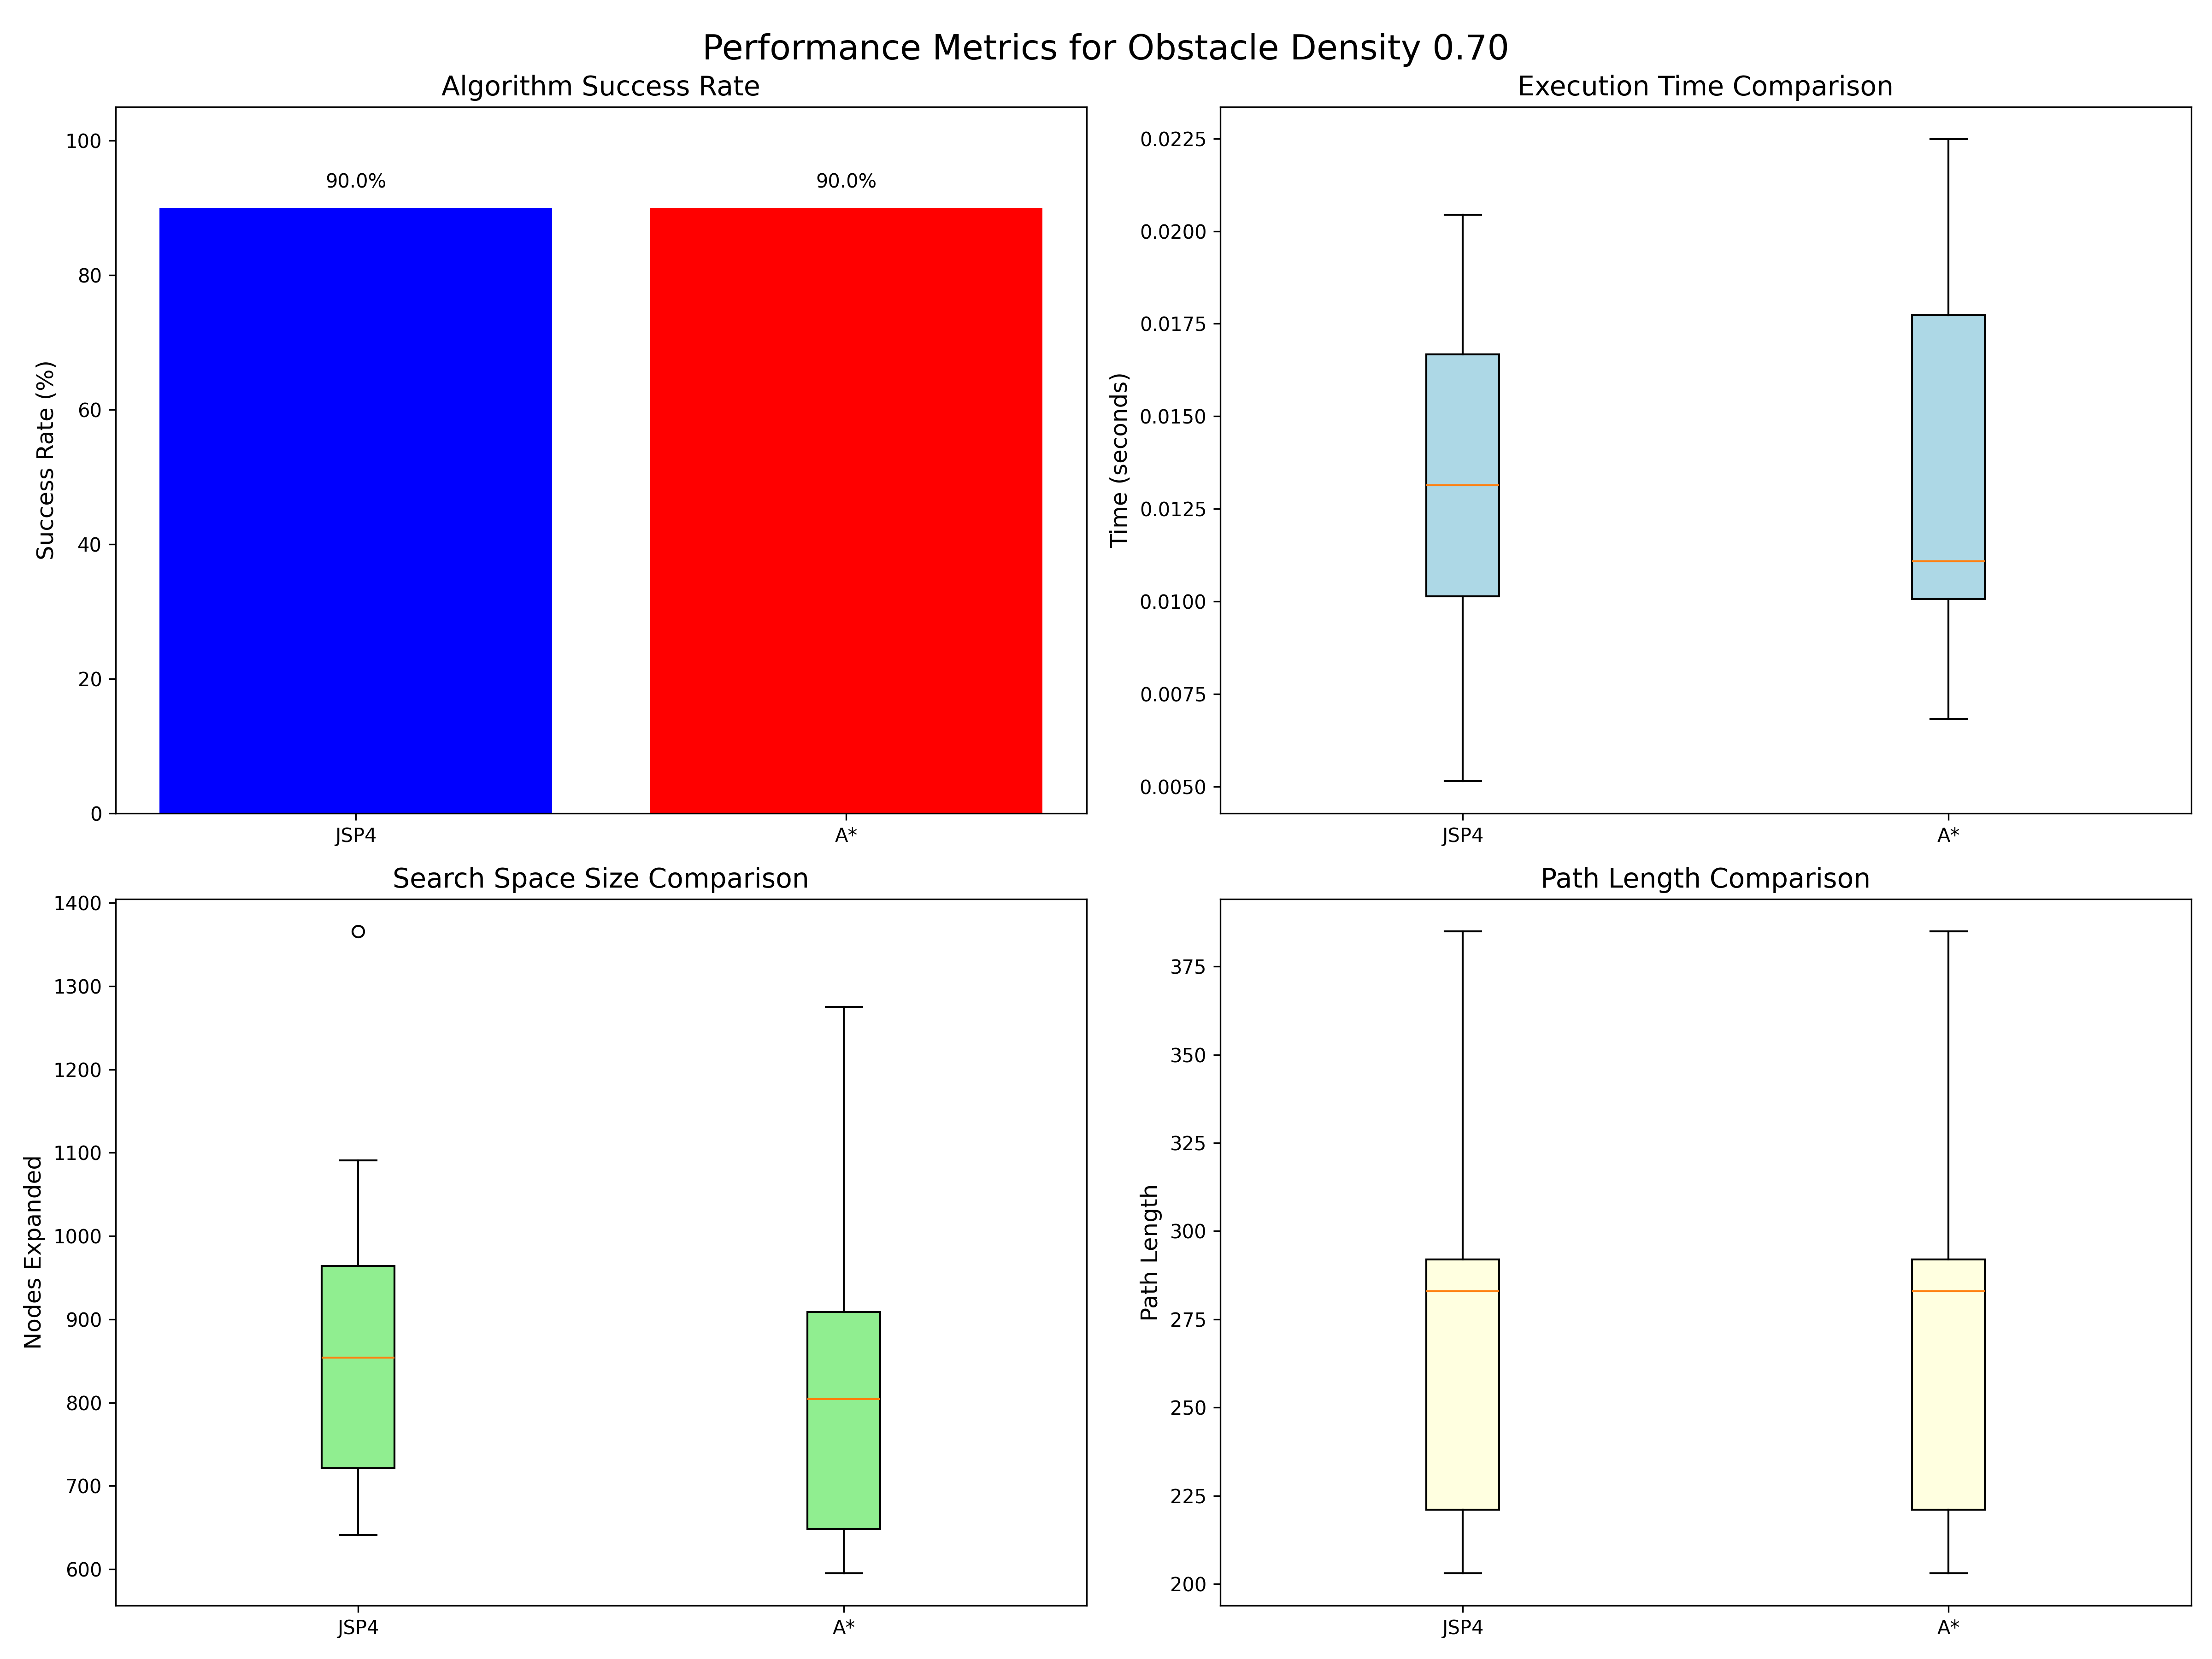 Performance Metrics for Obstacle Density 0.70
Algorithm Success Rate
100
80
60
40
20
0
Success Rate (%)
90.0%
90.0%
JSP4
A*
Execution Time Comparison
0.0225
0.0200
0.0175
0.0150
0.0125
0.0100
0.0075
0.0050
Time (seconds)
JSP4
A*
Search Space Size Comparison
1400
1300
1200
1100
1000
900
800
700
600
Nodes Expanded
JSP4
A*
Path Length Comparison
375
350
325
300
275
250
225
200
Path Length
JSP4
A*